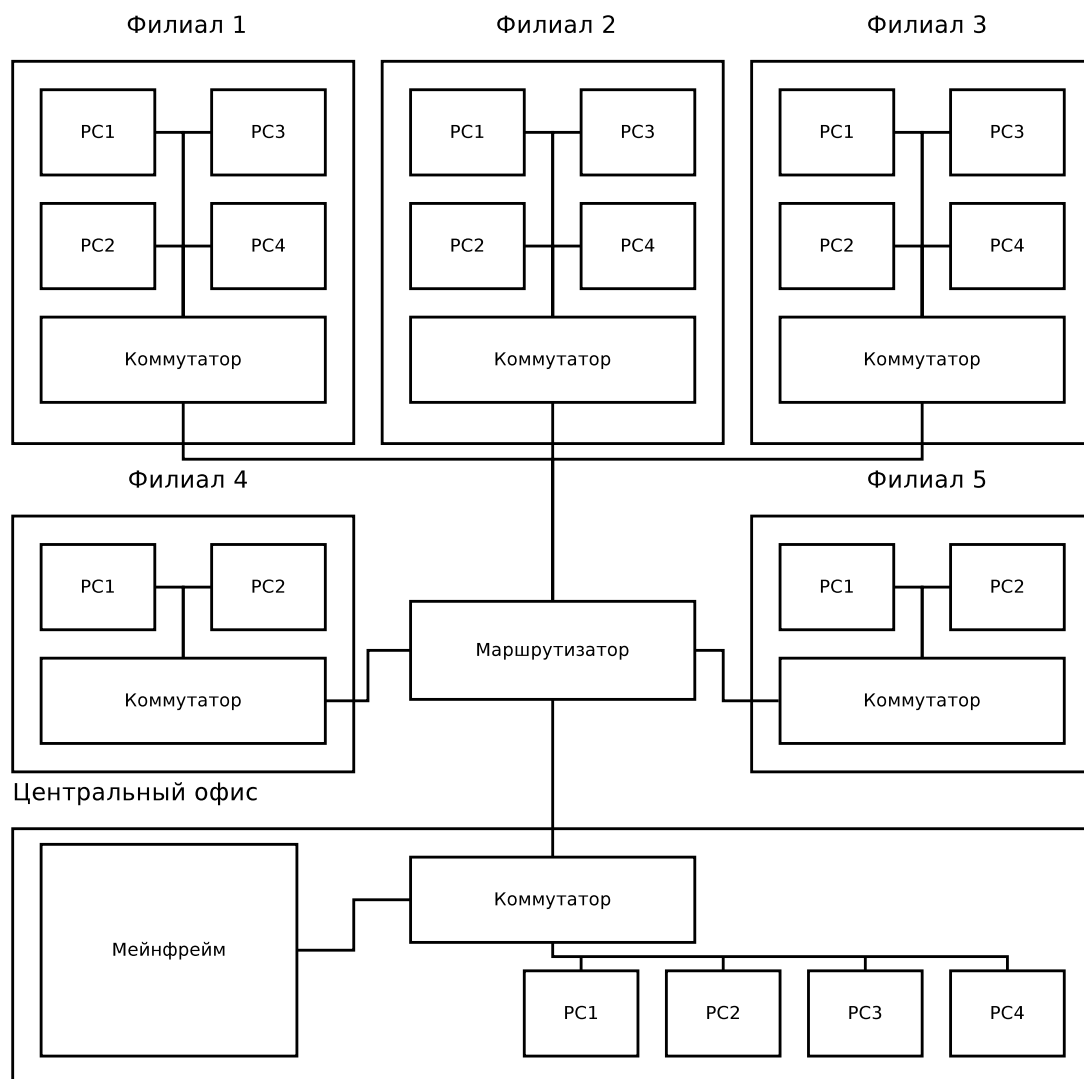 Филиал 1
Филиал 2
Филиал 3
PC1
PC3
PC2
PC4
Коммутатор
PC1
PC3
PC2
PC4
Коммутатор
PC1
PC3
PC2
PC4
Коммутатор
Филиал 4
Филиал 5
PC1
PC2
Коммутатор
Маршрутизатор
PC1
PC2
Коммутатор
Центральный офис
Мейнфрейм
Коммутатор
PC1
PC2
PC3
PC4